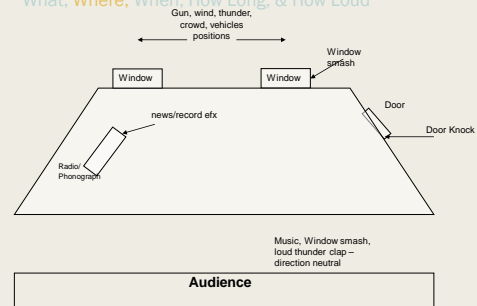 What, Where, When, How Long, & How Loud
Gun, wind, thunder,
crowd, vehicles
positions
Window
smash
Window
Window
Door
news/record efx
Door Knock
Radio/
Phonograph
Music, Window smash,
loud thunder clap –
direction neutral
Audience